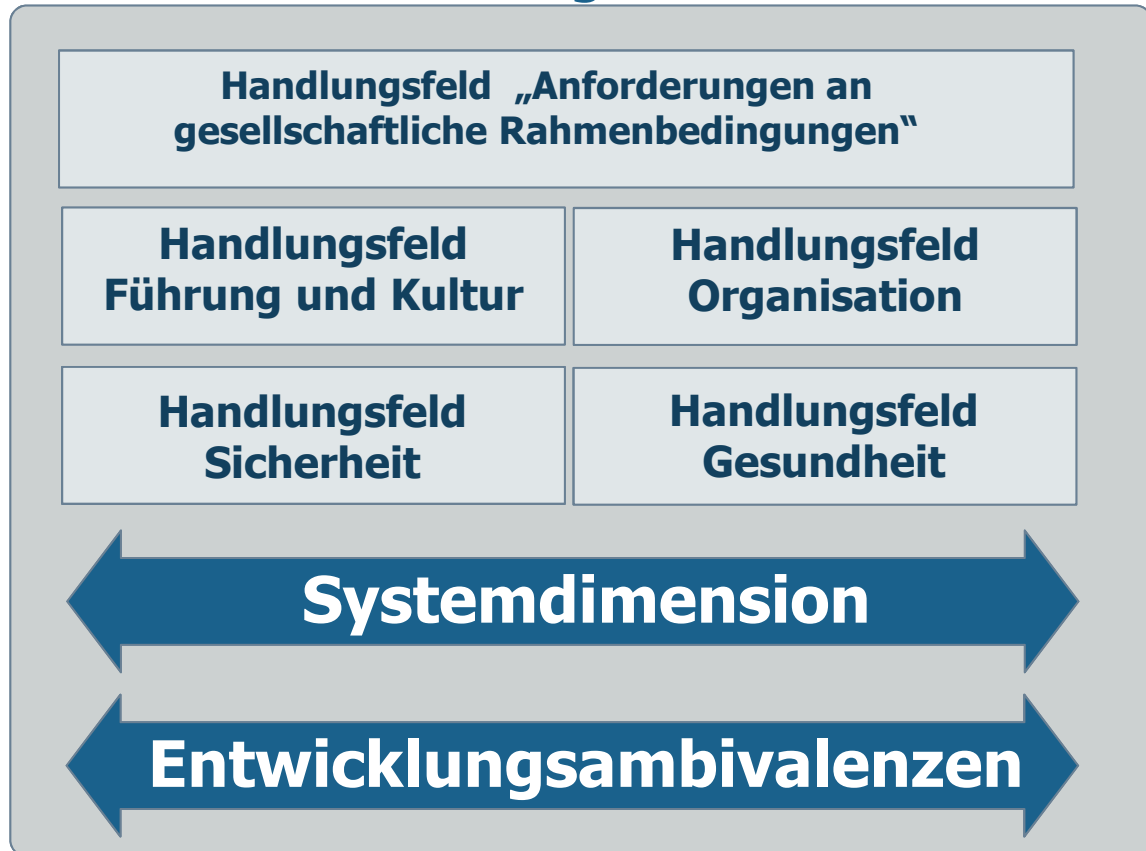 Handlungsfeld „Anforderungen an
gesellschaftliche Rahmenbedingungen“
Handlungsfeld
Führung und Kultur
Handlungsfeld
Organisation
Handlungsfeld
Sicherheit
Handlungsfeld
Gesundheit
Systemdimension
Entwicklungsambivalenzen